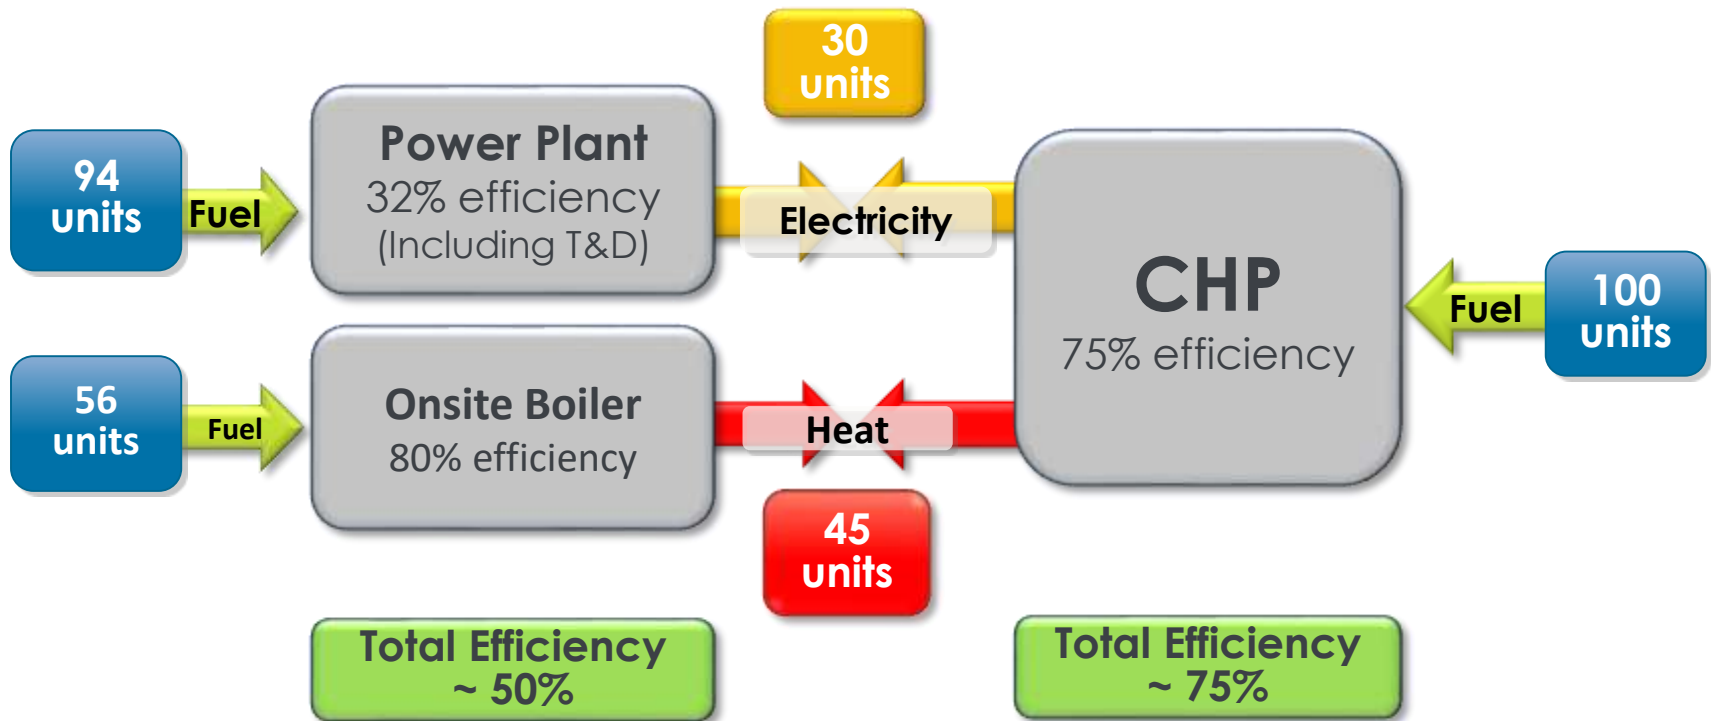 30
units
94
units
Fuel
Power Plant
32% efficiency
(Including T&D)
Electricity
CHP
75% efficiency
Fuel
100
units
56
units
Fuel
Onsite Boiler
80% efficiency
Heat
45
units
Total Efficiency
~ 50%
Total Efficiency
~ 75%